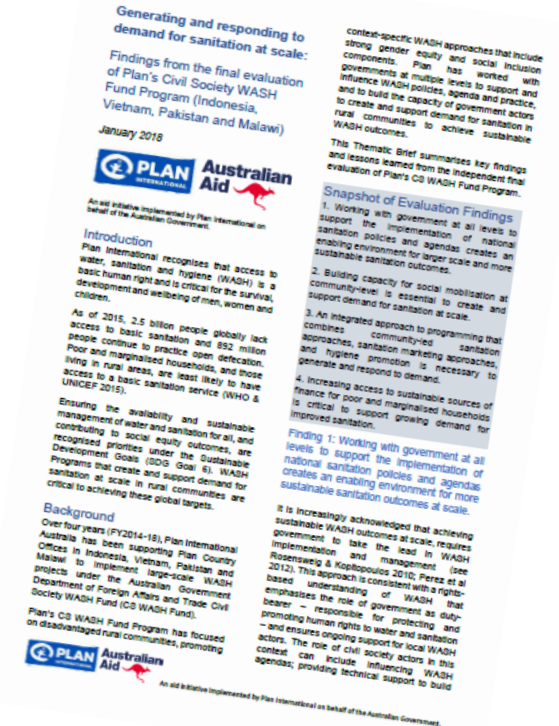 Generating and responding to
demand for sanitation at scale:
Findings from the final evaluation
of Plan's Civil Society WASH
Fund Program (Indonesia,
Vietnam, Pakistan and Malawi)
January 2018
PLAN
INTERNATIONAL
Australian
Aid
An aid initiative implemented by Plan International on
behalf of the Australian Government.
Introduction
Plan International recognises that access to
water, sanitation and hygiene (WASH) is a
basic human right and is critical for the survival,
development and wellbeing of men, women and
children.
As of 2015, 2.5 billion people globally lack
access to basic sanitation and 892 million
people continue to practice open defecation.
Poor and marginalised households, and those
living in rural areas, are least likely to have
access to a basic sanitation service (WHO &
UNICEF 2015).
Ensuring the availability and sustainable
management of water and sanitation for all, and
contributing to social equity outcomes, are
recognised priorities under the Sustainable
Development Goals (SDG Goal 6). WASH
Programs that create and support demand for
sanitation at scale in rural communities are
critical to achieving these global targets.
Background
Over four years (FY2014-18), Plan International
Australia has been supporting Plan Country
Offices in Indonesia, Vietnam, Pakistan and
Malawi to implement large-scale WASH
projects under the Australian Government
Department of Foreign Affairs and Trade Civil
Society WASH Fund (CS WASH Fund).
Plan's CS WASH Fund Program has focused
on disadvantaged rural communities, promoting
context-specific WASH approaches that include
strong gender equity and social inclusion
components. Plan has worked with
governments at multiple levels to support and
influence WASH policies, agenda and practice,
and to build the capacity of government actors
to create and support demand for sanitation in
rural communities to achieve sustainable
WASH outcomes.
This Thematic Brief summarises key findings
and lessons learned from the independent final
evaluation of Plan's CS WASH Fund Program.
Snapshot of Evaluation Findings
1. Working with government at all levels to
support the implementation of national
sanitation policies and agendas creates an
enabling environment for larger scale and more
sustainable sanitation outcomes.
2. Building capacity for social mobilisation at
community-level is essential to create and
support demand for sanitation at scale.
3. An integrated approach to programming that
combines community-led sanitation
approaches, sanitation marketing approaches,
and hygiene promotion is necessary to
generate and respond to demand.
4. Increasing access to sustainable sources of
finance for poor and marginalised households
is critical to support growing demand for
improved sanitation.
Finding 1: Working with government at all
levels to support the implementation of
national sanitation policies and agendas
creates an enabling environment for more
sustainable sanitation outcomes at scale.
It is increasingly acknowledged that achieving
sustainable WASH outcomes at scale, requires
government to take the lead in WASH
implementation and management (see
Rosensweig & Kopitopoulos 2010; Perez et al
2012). This approach is consistent with a rights-
based understanding of WASH that
emphasises the role of government as duty-
bearer – responsible for protecting and
promoting human rights to water and sanitation
– and ensures ongoing support for local WASH
actors. The role of civil society actors in this
context can include influencing WASH
agendas; providing technical support to build
PLAN
INTERNATIONAL
Australian
Aid
An aid initiative implemented by Plan International on behalf of the Australian Government.